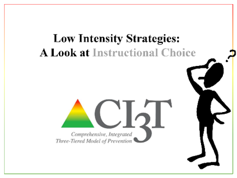 Low Intensity Strategies:
A Look at Instructional Choice
?
CI3T
Comprehensive, Integrated
Three-Tiered Model of Prevention